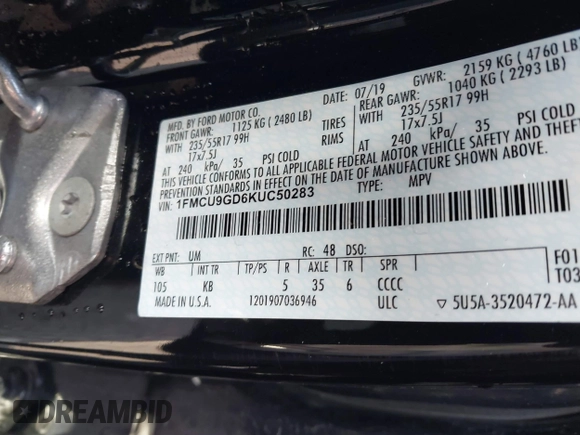 MFD. BY FORD MOTOR CO. DATE: 07/19 GVWR: 2159 KG ( 4760 LB)
FRONT GAWR: 1125 KG ( 2480 LB) REAR GAWR: 1040 KG ( 2293 LB)
WITH 235/55R17 99H TIRES WITH 235/55R17 99H
17x7.5J RIMS 17x7.5J
AT 240 kPa/ 35 PSI COLD AT 240 kPa/ 35 PSI COLD
THIS VEHICLE CONFORMS TO ALL APPLICABLE FEDERAL MOTOR VEHICLE SAFETY AND THEFT
STANDARDS IN EFFECT ON THE DATE OF MANUFACTURE SHOWN ABOVE.
VIN: 1FMCU9GD6KUC50283 TYPE: MPV
EXT PNT: UM RC: 48 DSO:
WB INT TR TP/PS R AXLE TR SPR
105 KB 5 35 6 CCCC
MADE IN U.S.A. 1201907036946 ULC ▽ 5U5A-3520472-AA
F01
T03
DREAMBID